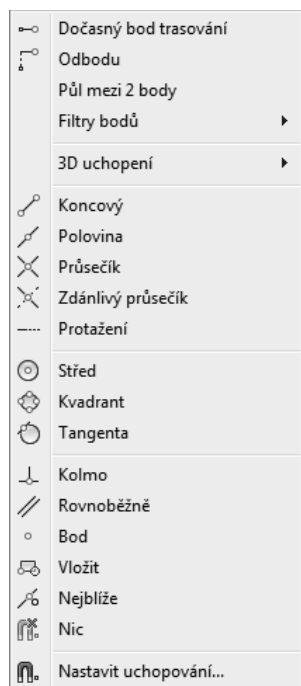 Dočasný bod trasování
Odbodu
Půl mezi 2 body
Filtry bodů
3D uchopení
Koncový
Polovina
Průsečík
Zdánlivý průsečík
Protažení
Střed
Kvadrant
Tangenta
Kolmo
Rovnoběžně
Bod
Vložit
Nejblíže
Nic
Nastavit uchopování...